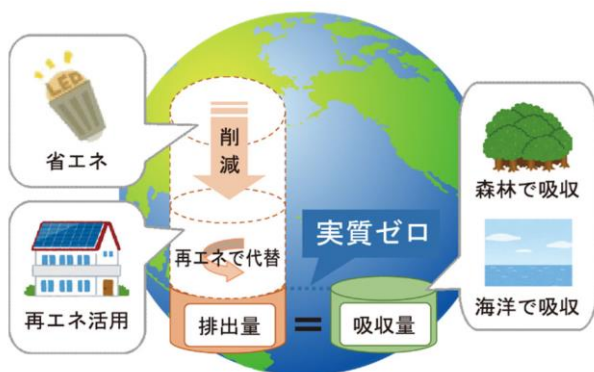 LED
省エネ
削
減
再エネで代替
再エネ活用
排出量
=
吸収量
実質ゼロ
森林で吸収
海洋で吸収